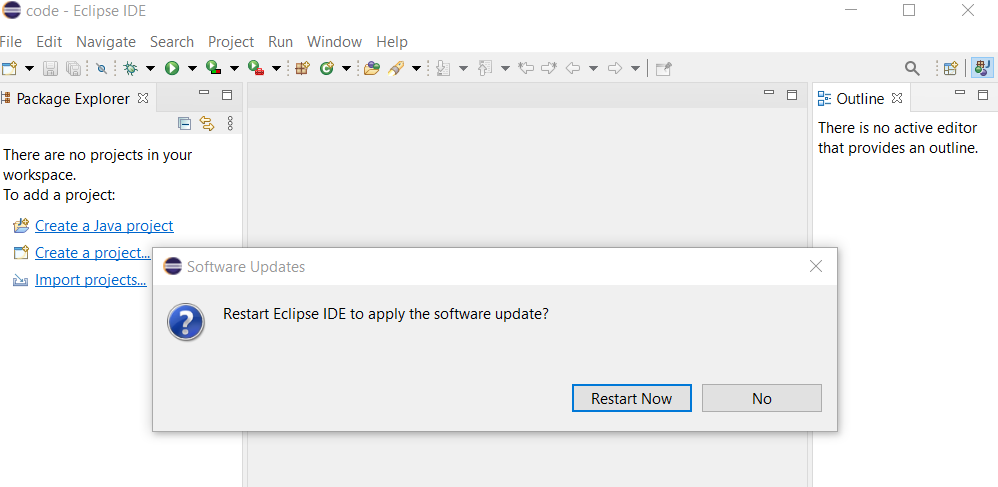 code - Eclipse IDE
File Edit Navigate Search Project Run Window Help
Package Explorer
There are no projects in your
workspace.
To add a project:
Create a Java project
Create a project...
Import projects...
Outline
There is no active editor
that provides an outline.
Software Updates
Restart Eclipse IDE to apply the software update?
Restart Now
No